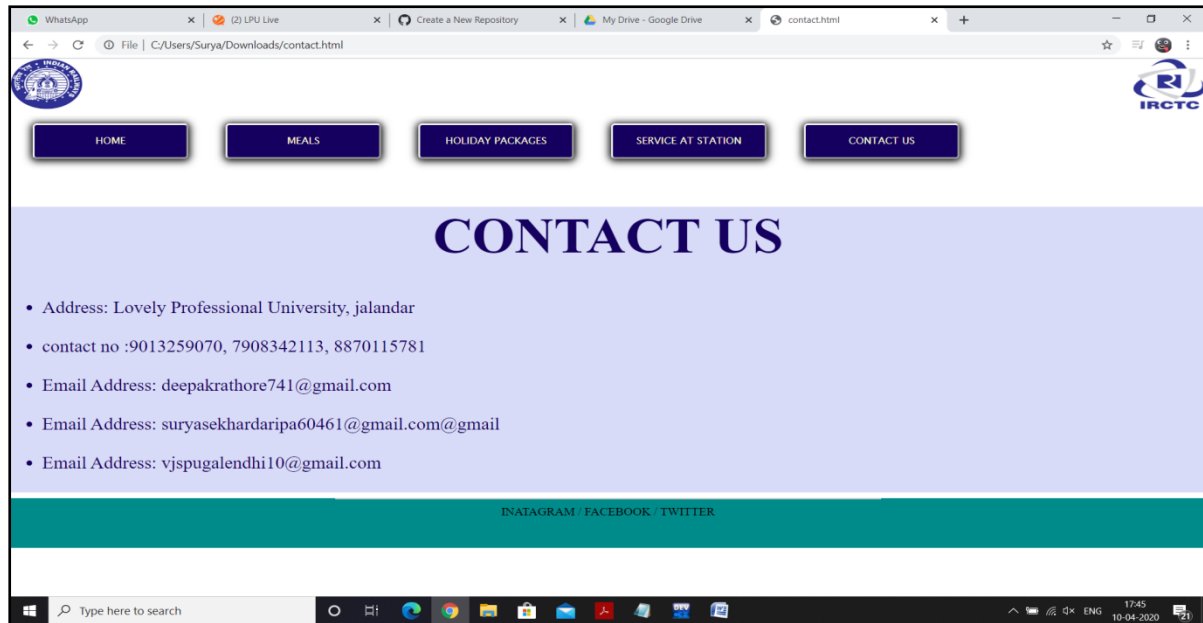 WhatsApp (2) LPU Live Create a New Repository My Drive - Google Drive contact.html
File | C:/Users/Surya/Downloads/contact.html
INDIAN RAILWAYS
IRCTC
HOME MEALS HOLIDAY PACKAGES SERVICE AT STATION CONTACT US
CONTACT US
• Address: Lovely Professional University, jalandar
• contact no :9013259070, 7908342113, 8870115781
• Email Address: deepakrathore741@gmail.com
• Email Address: suryasekhardaripa60461@gmail.com@gmail
• Email Address: vjspugalendhi10@gmail.com
INATAGRAM / FACEBOOK / TWITTER
Type here to search
ENG 17:45
10-04-2020 21